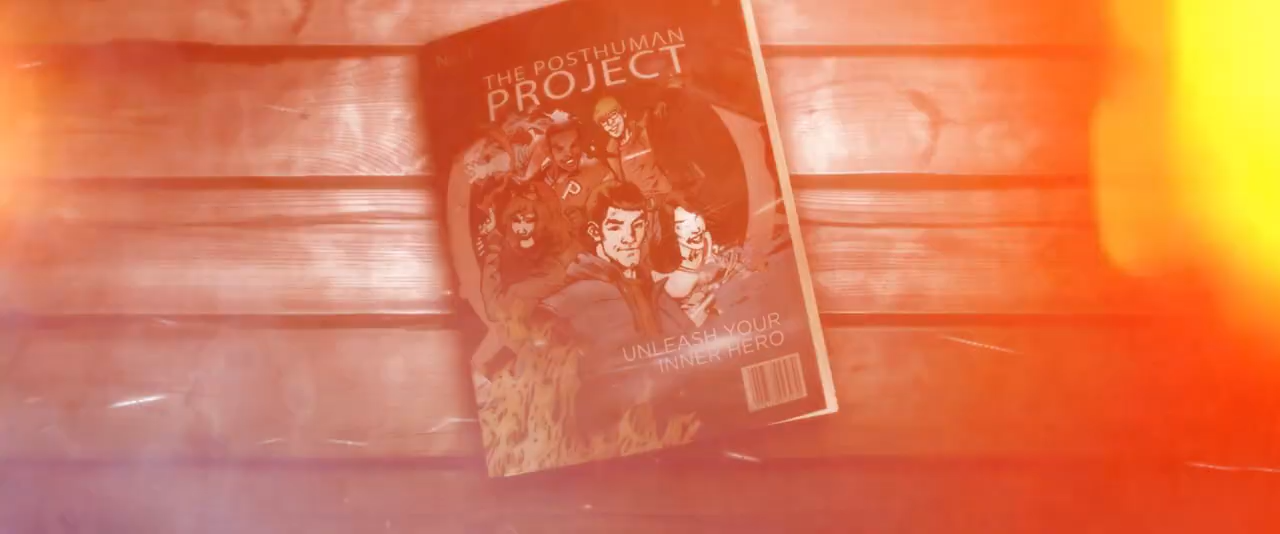 THE POSTHUMAN
PROJECT
P
UNLEASH YOUR
INNER HERO